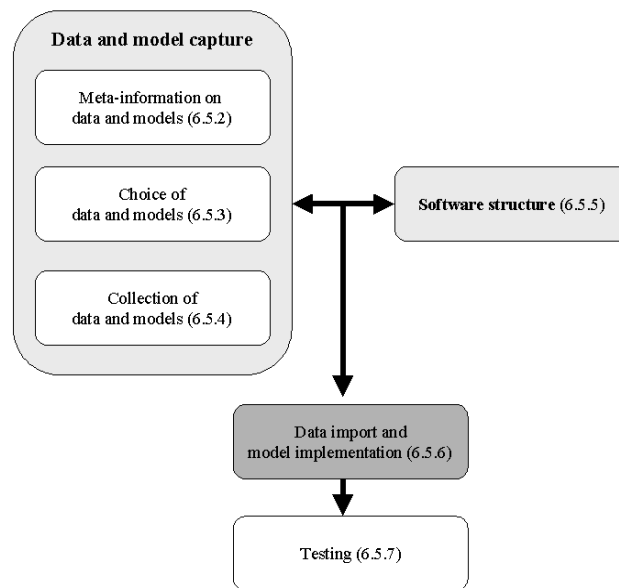 Data and model capture
Meta-information on
data and models (6.5.2)
Choice of
data and models (6.5.3)
Collection of
data and models (6.5.4)
Software structure (6.5.5)
Data import and
model implementation (6.5.6)
Testing (6.5.7)